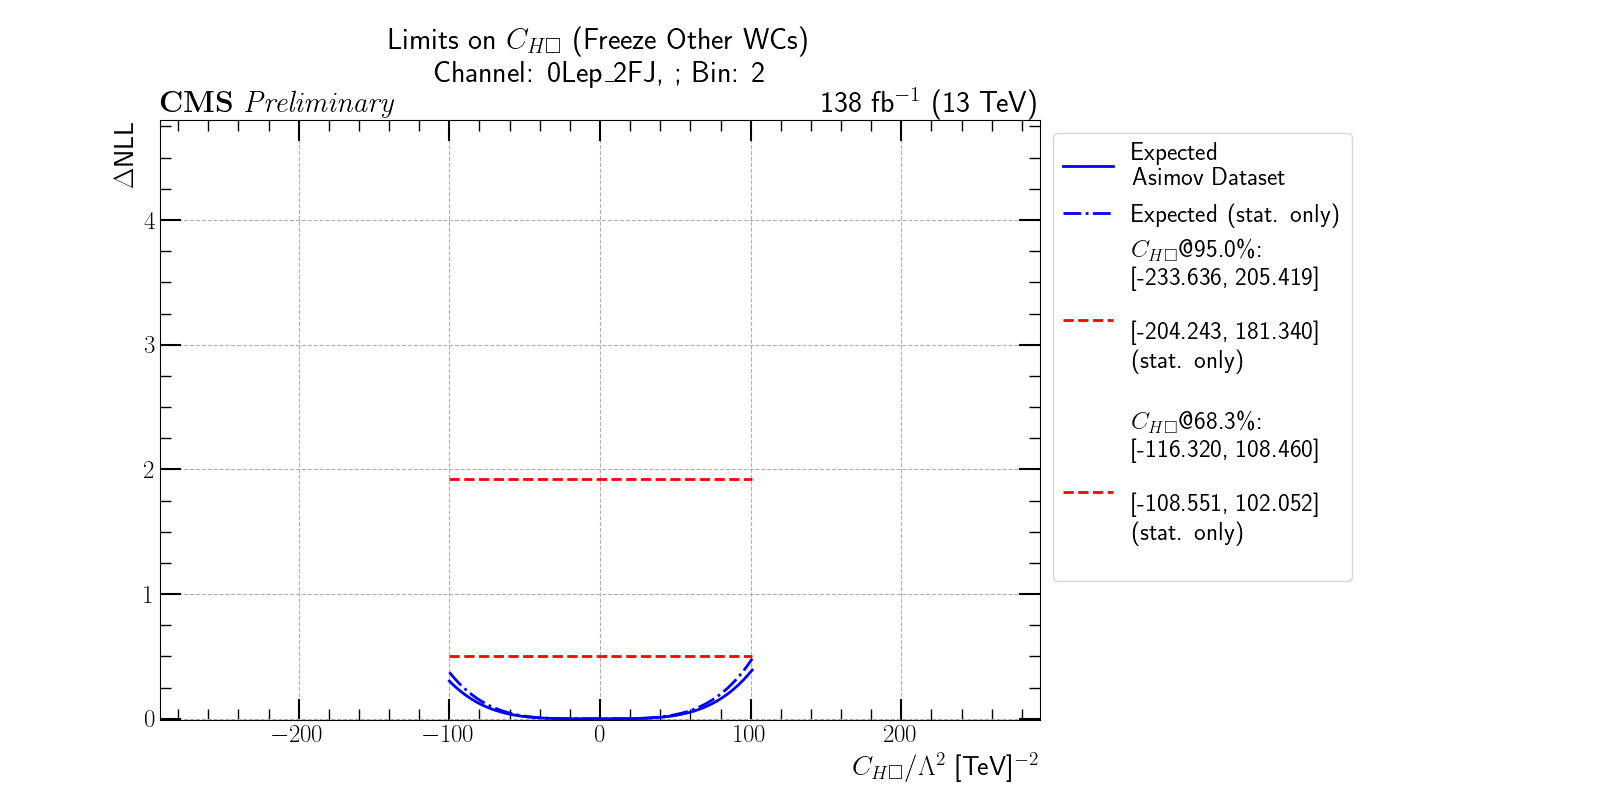 Limits on C_{H□} (Freeze Other WCs)
Channel: 0Lep_2FJ, ; Bin: 2
CMS Preliminary
138 fb⁻¹ (13 TeV)
ΔNLL
4
3
2
1
0
−200
−100
0
100
200
C_{H□}/Λ² [TeV]⁻²
Expected
Asimov Dataset
Expected (stat. only)
C_{H□}@95.0%:
[-233.636, 205.419]
[-204.243, 181.340]
(stat. only)
C_{H□}@68.3%:
[-116.320, 108.460]
[-108.551, 102.052]
(stat. only)